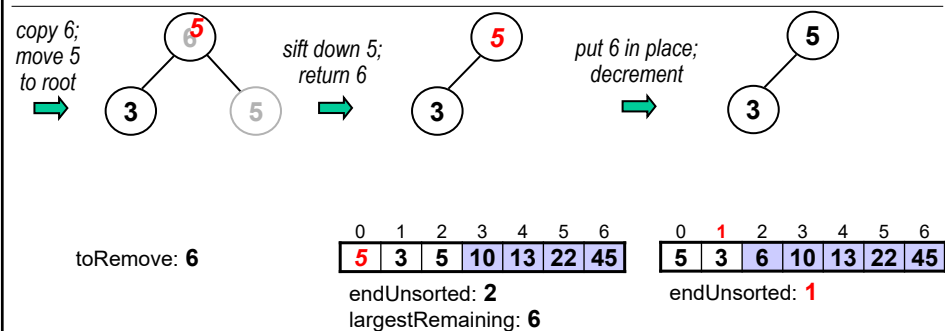 copy 6;
move 5
to root
6 5
3
5
sift down 5;
return 6
5
3
put 6 in place;
decrement
5
3
toRemove: 6
0 1 2 3 4 5 6
5 3 5 10 13 22 45
endUnsorted: 2
largestRemaining: 6
0 1 2 3 4 5 6
5 3 6 10 13 22 45
endUnsorted: 1